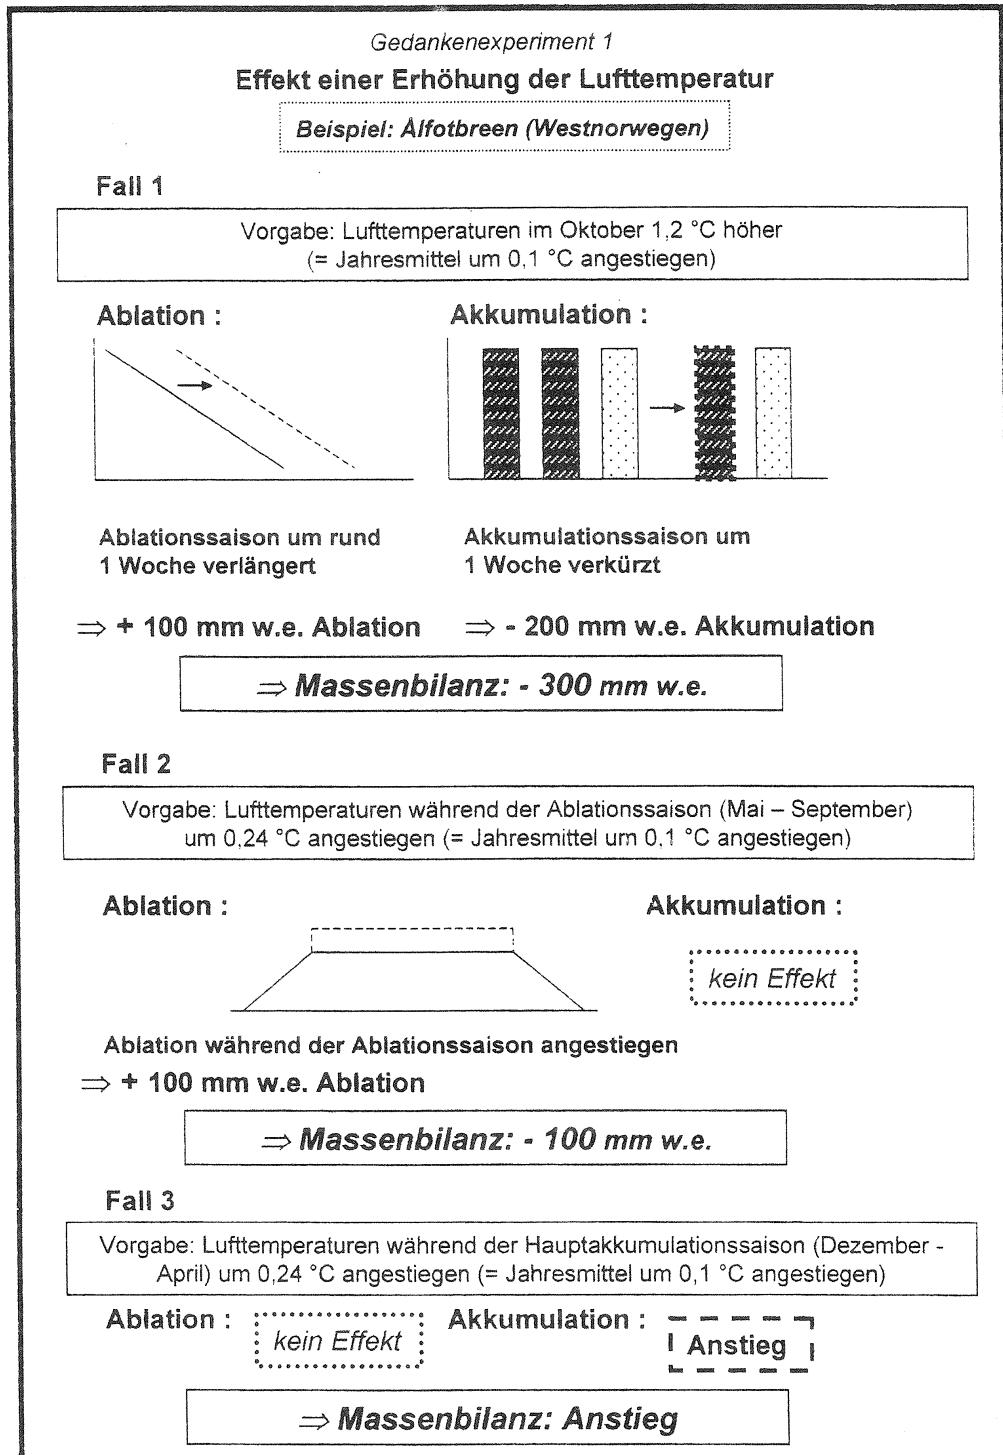 Gedankenexperiment 1
Effekt einer Erhöhung der Lufttemperatur
Beispiel: Ålfotbreen (Westnorwegen)
Fall 1
Vorgabe: Lufttemperaturen im Oktober 1,2 °C höher
(= Jahresmittel um 0,1 °C angestiegen)
Ablation :
Akkumulation :
Ablationssaison um rund
1 Woche verlängert
Akkumulationssaison um
1 Woche verkürzt
⇒ + 100 mm w.e. Ablation
⇒ - 200 mm w.e. Akkumulation
⇒ Massenbilanz: - 300 mm w.e.
Fall 2
Vorgabe: Lufttemperaturen während der Ablationssaison (Mai – September)
um 0,24 °C angestiegen (= Jahresmittel um 0,1 °C angestiegen)
Ablation :
Akkumulation :
kein Effekt
Ablation während der Ablationssaison angestiegen
⇒ + 100 mm w.e. Ablation
⇒ Massenbilanz: - 100 mm w.e.
Fall 3
Vorgabe: Lufttemperaturen während der Hauptakkumulationssaison (Dezember -
April) um 0,24 °C angestiegen (= Jahresmittel um 0,1 °C angestiegen)
Ablation :
kein Effekt
Akkumulation :
Anstieg
⇒ Massenbilanz: Anstieg